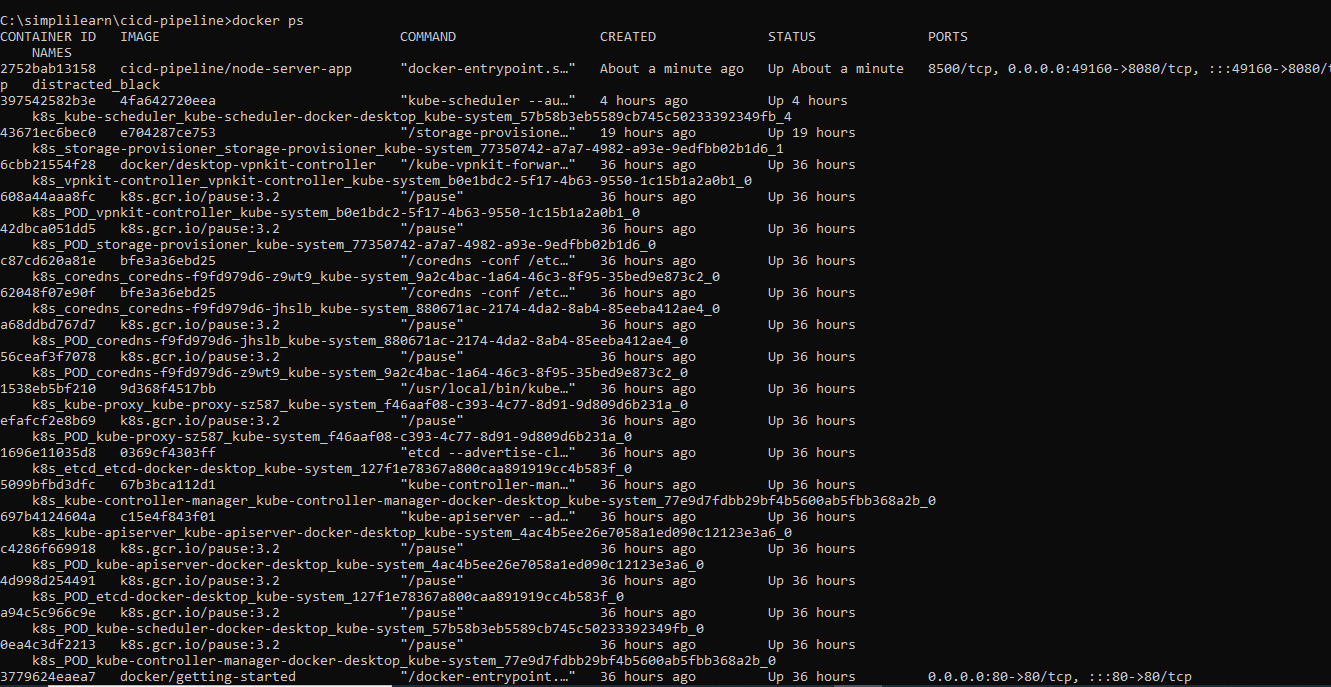 C:\simplilearn\cicd-pipeline>docker ps
CONTAINER ID   IMAGE                              COMMAND                  CREATED              STATUS              PORTS
    NAMES
2752bab13158   cicd-pipeline/node-server-app      "docker-entrypoint.s…"   About a minute ago   Up About a minute   8500/tcp, 0.0.0.0:49160->8080/tcp, :::49160->8080/t
p   distracted_black
397542582b3e   4fa642720eea                       "kube-scheduler --au…"   4 hours ago          Up 4 hours
    k8s_kube-scheduler_kube-scheduler-docker-desktop_kube-system_57b58b3eb5589cb745c50233392349fb_4
43671ec6bec0   e704287ce753                       "/storage-provisione…"   19 hours ago         Up 19 hours
    k8s_storage-provisioner_storage-provisioner_kube-system_77350742-a7a7-4982-a93e-9edfbb02b1d6_1
6cbb21554f28   docker/desktop-vpnkit-controller   "/kube-vpnkit-forwar…"   36 hours ago         Up 36 hours
    k8s_vpnkit-controller_vpnkit-controller_kube-system_b0e1bdc2-5f17-4b63-9550-1c15b1a2a0b1_0
608a44aaa8fc   k8s.gcr.io/pause:3.2               "/pause"                 36 hours ago         Up 36 hours
    k8s_POD_vpnkit-controller_kube-system_b0e1bdc2-5f17-4b63-9550-1c15b1a2a0b1_0
42dbca051dd5   k8s.gcr.io/pause:3.2               "/pause"                 36 hours ago         Up 36 hours
    k8s_POD_storage-provisioner_kube-system_77350742-a7a7-4982-a93e-9edfbb02b1d6_0
c87cd620a81e   bfe3a36ebd25                       "/coredns -conf /etc…"   36 hours ago         Up 36 hours
    k8s_coredns_coredns-f9fd979d6-z9wt9_kube-system_9a2c4bac-1a64-46c3-8f95-35bed9e873c2_0
62048f07e90f   bfe3a36ebd25                       "/coredns -conf /etc…"   36 hours ago         Up 36 hours
    k8s_coredns_coredns-f9fd979d6-jhslb_kube-system_880671ac-2174-4da2-8ab4-85eeba412ae4_0
a68ddbd767d7   k8s.gcr.io/pause:3.2               "/pause"                 36 hours ago         Up 36 hours
    k8s_POD_coredns-f9fd979d6-jhslb_kube-system_880671ac-2174-4da2-8ab4-85eeba412ae4_0
56ceaf3f7078   k8s.gcr.io/pause:3.2               "/pause"                 36 hours ago         Up 36 hours
    k8s_POD_coredns-f9fd979d6-z9wt9_kube-system_9a2c4bac-1a64-46c3-8f95-35bed9e873c2_0
1538eb5bf210   9d368f4517bb                       "/usr/local/bin/kube…"   36 hours ago         Up 36 hours
    k8s_kube-proxy_kube-proxy-sz587_kube-system_f46aaf08-c393-4c77-8d91-9d809d6b231a_0
efafcf2e8b69   k8s.gcr.io/pause:3.2               "/pause"                 36 hours ago         Up 36 hours
    k8s_POD_kube-proxy-sz587_kube-system_f46aaf08-c393-4c77-8d91-9d809d6b231a_0
1696e11035d8   0369cf4303ff                       "etcd --advertise-cl…"   36 hours ago         Up 36 hours
    k8s_etcd_etcd-docker-desktop_kube-system_127f1e78367a800caa891919cc4b583f_0
5099bfbd3dfc   67b3bca112d1                       "kube-controller-man…"   36 hours ago         Up 36 hours
    k8s_kube-controller-manager_kube-controller-manager-docker-desktop_kube-system_77e9d7fdbb29bf4b5600ab5fbb368a2b_0
697b4124604a   c15e4f843f01                       "kube-apiserver --ad…"   36 hours ago         Up 36 hours
    k8s_kube-apiserver_kube-apiserver-docker-desktop_kube-system_4ac4b5ee26e7058a1ed090c12123e3a6_0
c4286f669918   k8s.gcr.io/pause:3.2               "/pause"                 36 hours ago         Up 36 hours
    k8s_POD_kube-apiserver-docker-desktop_kube-system_4ac4b5ee26e7058a1ed090c12123e3a6_0
4d998d254491   k8s.gcr.io/pause:3.2               "/pause"                 36 hours ago         Up 36 hours
    k8s_POD_etcd-docker-desktop_kube-system_127f1e78367a800caa891919cc4b583f_0
a94c5c966c9e   k8s.gcr.io/pause:3.2               "/pause"                 36 hours ago         Up 36 hours
    k8s_POD_kube-scheduler-docker-desktop_kube-system_57b58b3eb5589cb745c50233392349fb_0
0ea4c3df2213   k8s.gcr.io/pause:3.2               "/pause"                 36 hours ago         Up 36 hours
    k8s_POD_kube-controller-manager-docker-desktop_kube-system_77e9d7fdbb29bf4b5600ab5fbb368a2b_0
3779624eaea7   docker/getting-started             "/docker-entrypoint.…"   36 hours ago         Up 36 hours         0.0.0.0:80->80/tcp, :::80->80/tcp